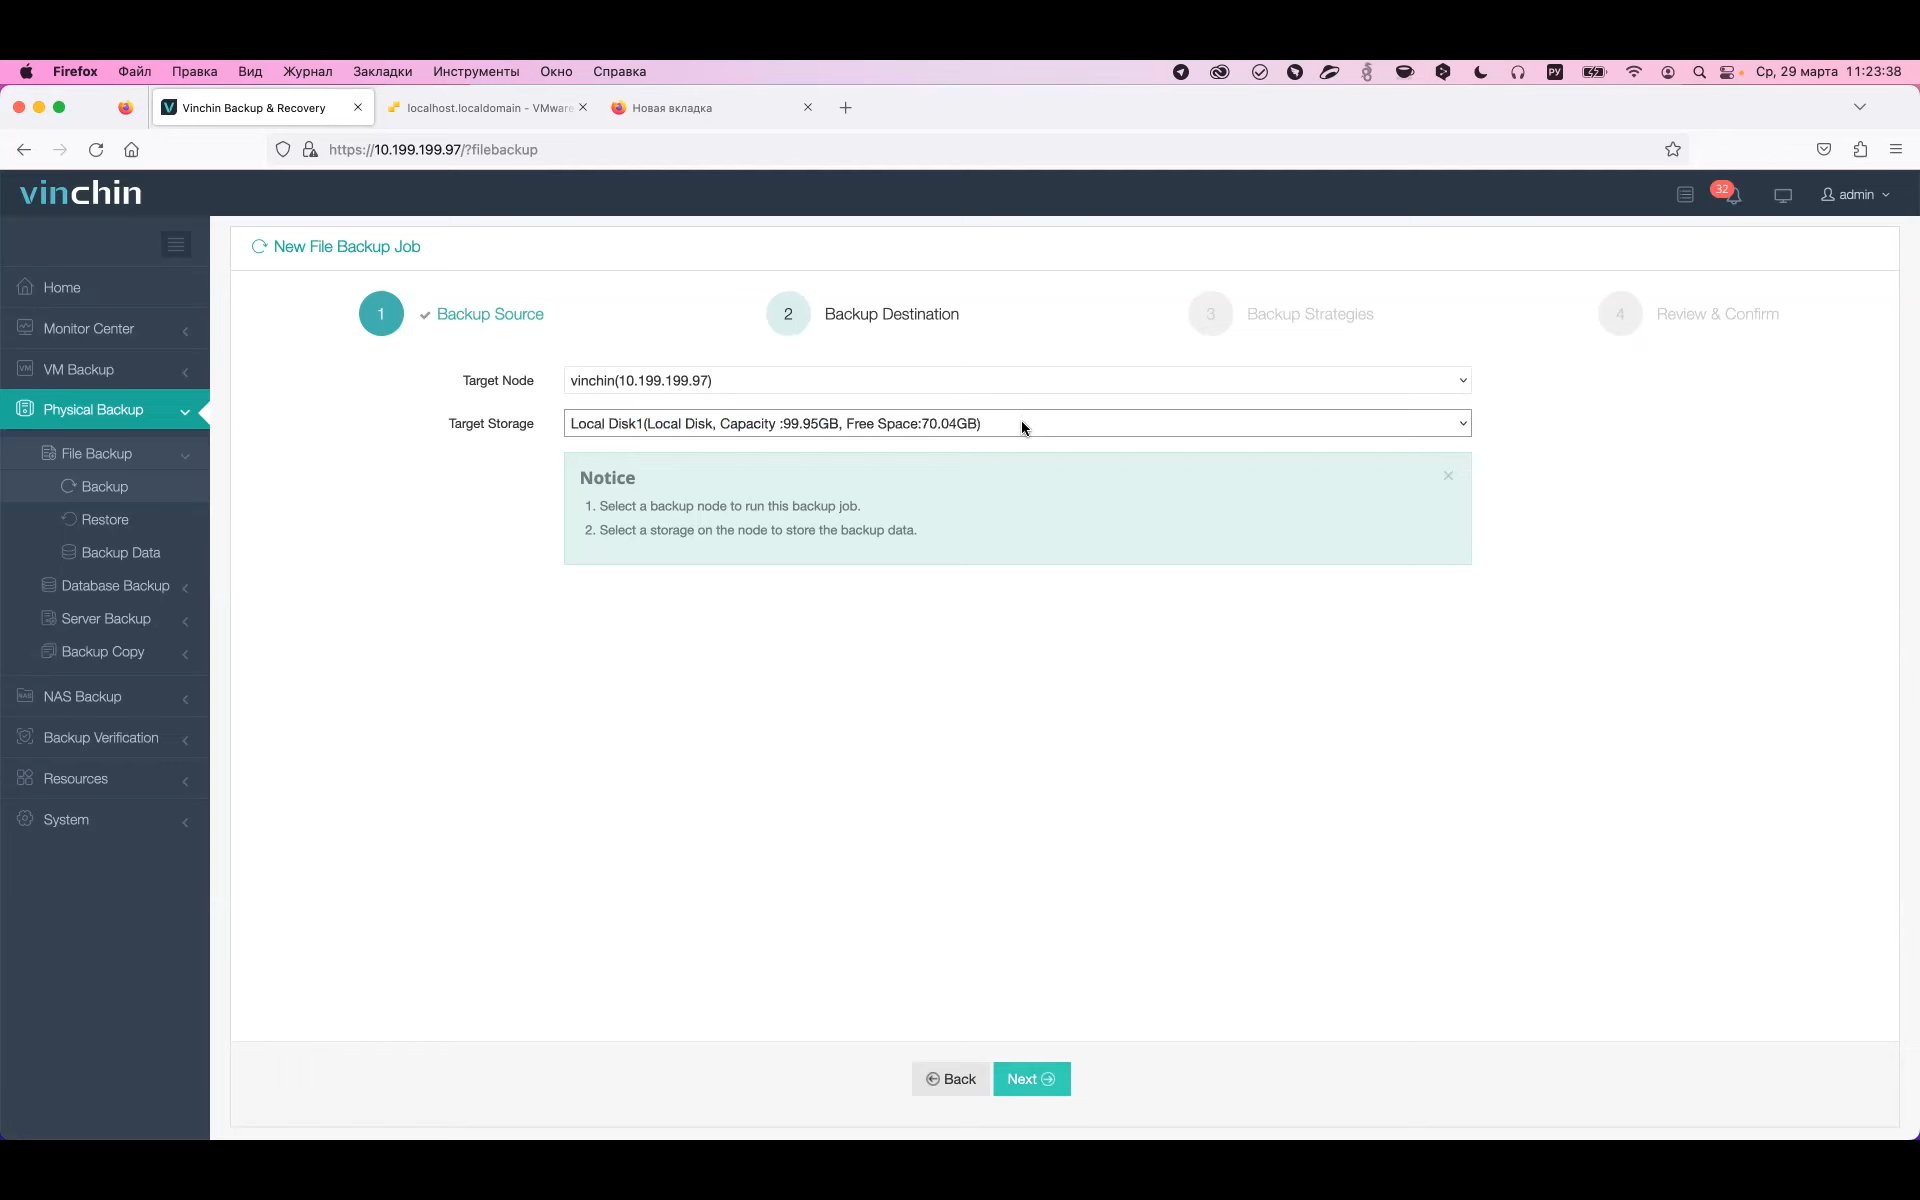 Firefox Файл Правка Вид Журнал Закладки Инструменты Окно Справка РУ Ср, 29 марта 11:23:38
Vinchin Backup & Recovery localhost.localdomain - VMware Новая вкладка
https://10.199.199.97/?filebackup
vinchin 32 admin
New File Backup Job
1 Backup Source 2 Backup Destination 3 Backup Strategies 4 Review & Confirm
Home
Monitor Center
VM VM Backup
Physical Backup
File Backup
Backup
Restore
Backup Data
Database Backup
Server Backup
Backup Copy
NAS NAS Backup
Backup Verification
Resources
System
Target Node vinchin(10.199.199.97)
Target Storage Local Disk1(Local Disk, Capacity :99.95GB, Free Space:70.04GB)
Notice
1. Select a backup node to run this backup job.
2. Select a storage on the node to store the backup data.
Back Next